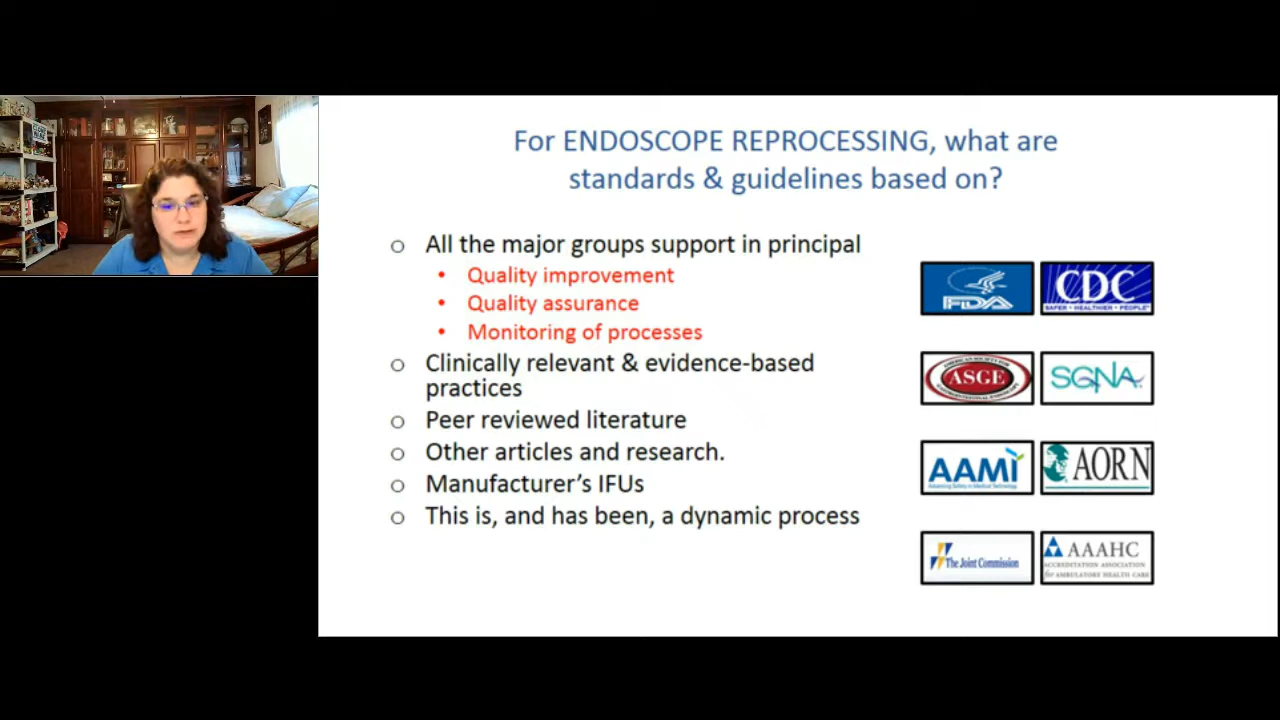 For ENDOSCOPE REPROCESSING, what are
standards & guidelines based on?
o All the major groups support in principal
• Quality improvement
• Quality assurance
• Monitoring of processes
o Clinically relevant & evidence-based
practices
o Peer reviewed literature
o Other articles and research.
o Manufacturer's IFUs
o This is, and has been, a dynamic process
FDA
CDC
SAFER • HEALTHIER • PEOPLE
ASGE
SGNA
AAMI
Advancing Safety in Medical Technology
AORN
The Joint Commission
AAAHC
ACCREDITATION ASSOCIATION
for AMBULATORY HEALTH CARE